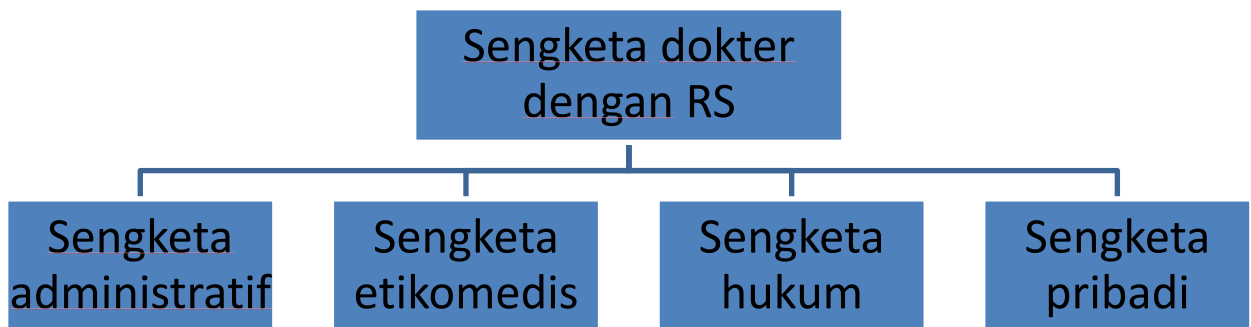 Sengketa dokter
dengan RS
Sengketa
administratif
Sengketa
etikomedis
Sengketa
hukum
Sengketa
pribadi